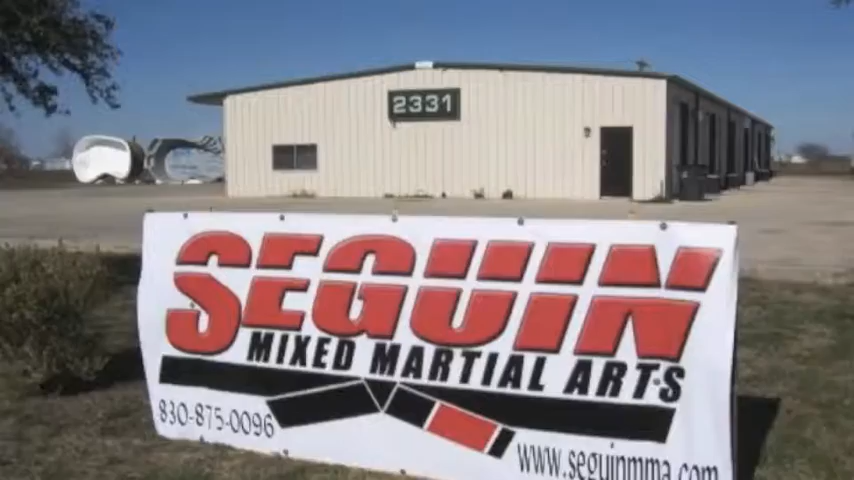 2331
SEGUIN
MIXED MARTIAL ARTS
830-875-0096
www.seguinmma.com